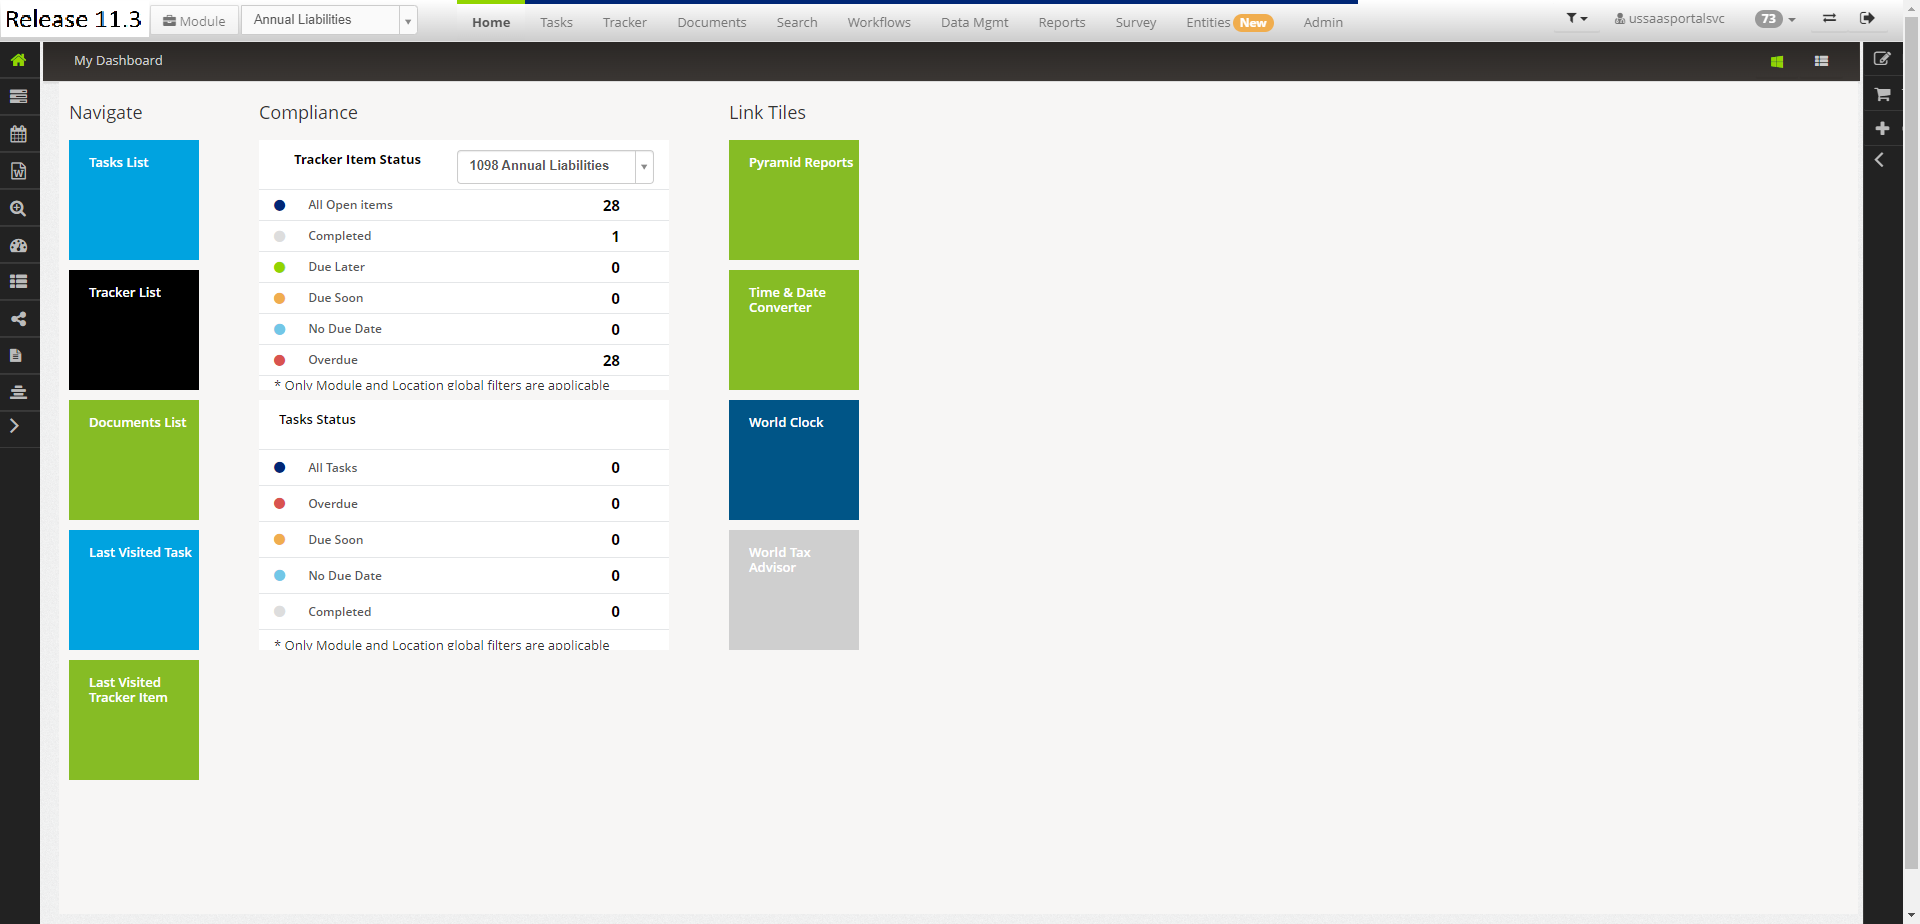 Release 11.3
Module
Annual Liabilities
Home
Tasks
Tracker
Documents
Search
Workflows
Data Mgmt
Reports
Survey
Entities New
Admin
ussaasportalsvc
73
My Dashboard
Navigate
Tasks List
Tracker List
Documents List
Last Visited Task
Last Visited
Tracker Item
Compliance
Tracker Item Status
1098 Annual Liabilities
All Open items 28
Completed 1
Due Later 0
Due Soon 0
No Due Date 0
Overdue 28
* Only Module and Location global filters are applicable
Tasks Status
All Tasks 0
Overdue 0
Due Soon 0
No Due Date 0
Completed 0
* Only Module and Location global filters are applicable
Link Tiles
Pyramid Reports
Time & Date
Converter
World Clock
World Tax
Advisor